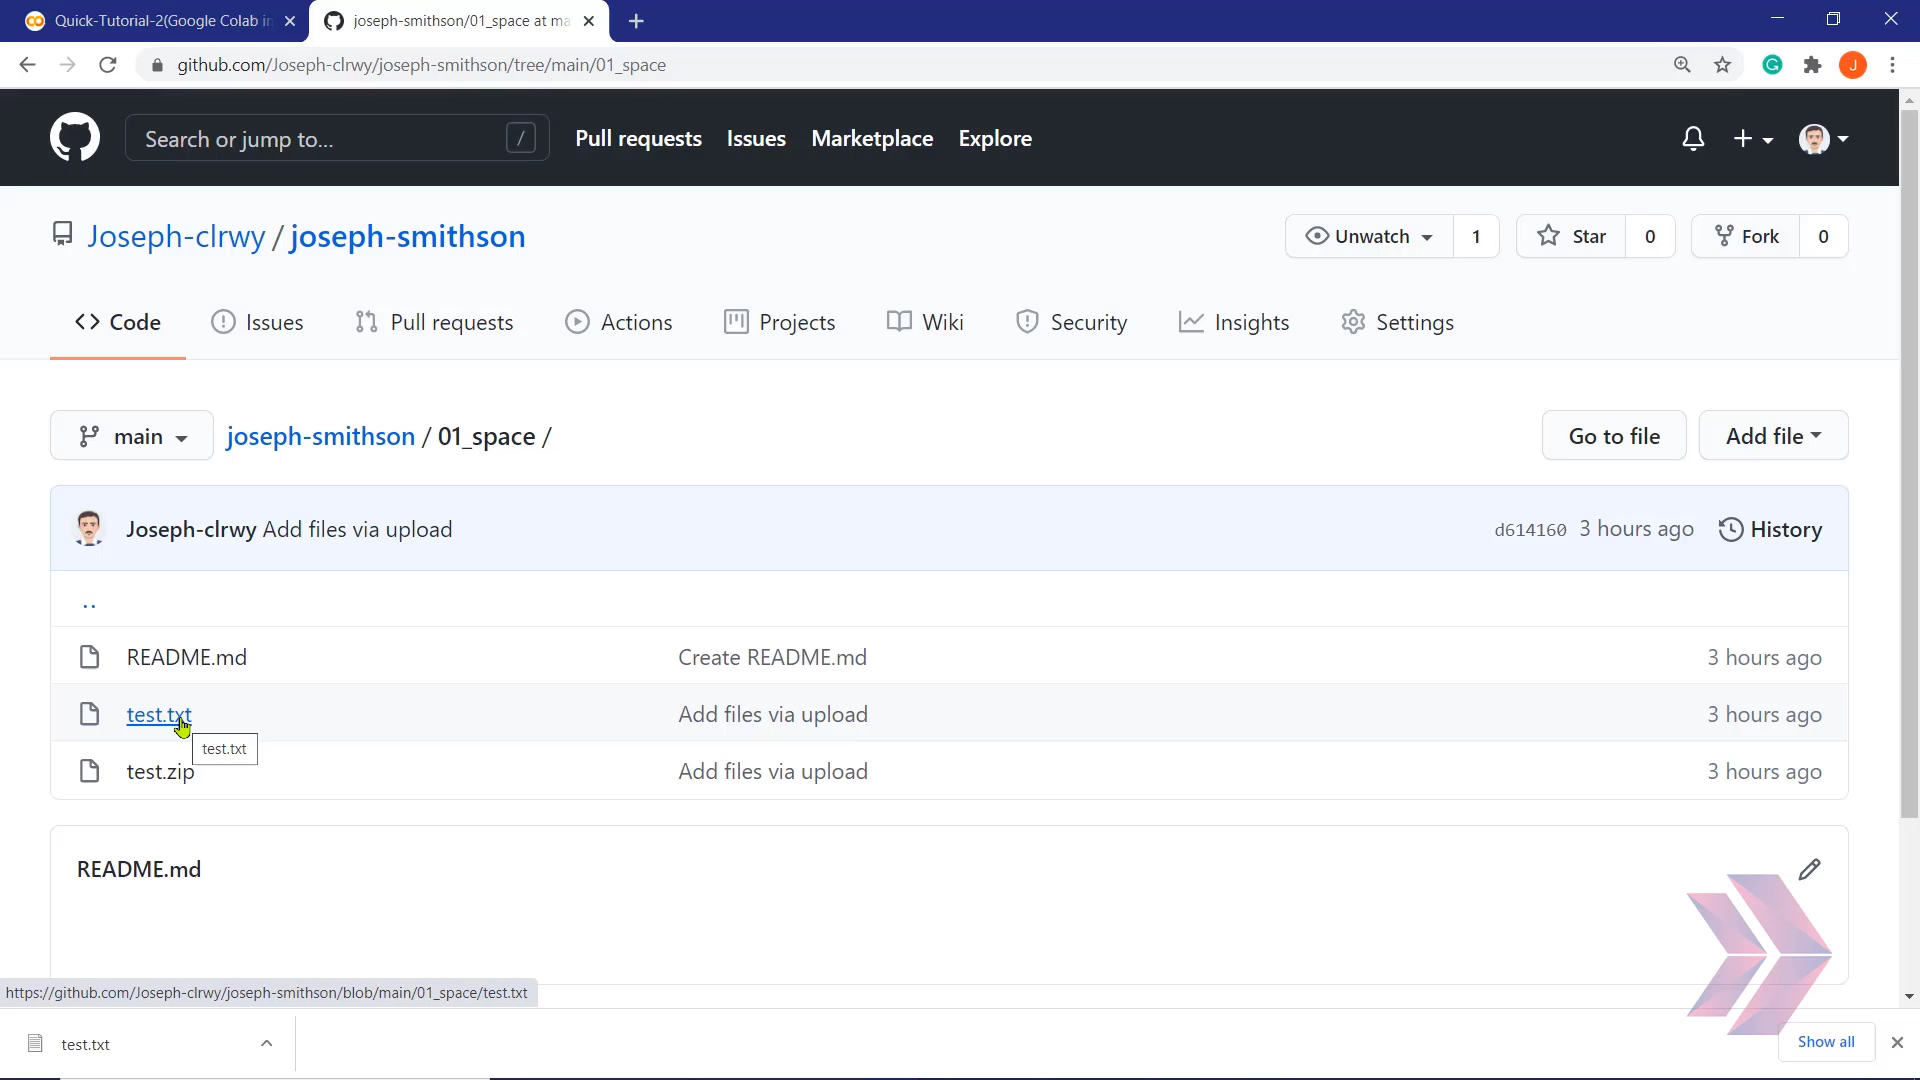 Quick-Tutorial-2(Google Colab in
joseph-smithson/01_space at ma
github.com/Joseph-clrwy/joseph-smithson/tree/main/01_space
J
Search or jump to...
/
Pull requests
Issues
Marketplace
Explore
Joseph-clrwy / joseph-smithson
Unwatch 1
Star 0
Fork 0
Code
Issues
Pull requests
Actions
Projects
Wiki
Security
Insights
Settings
main
joseph-smithson / 01_space /
Go to file
Add file
Joseph-clrwy Add files via upload
d614160 3 hours ago
History
..
README.md Create README.md 3 hours ago
test.txt Add files via upload 3 hours ago
test.txt
test.zip Add files via upload 3 hours ago
README.md
https://github.com/Joseph-clrwy/joseph-smithson/blob/main/01_space/test.txt
test.txt
Show all